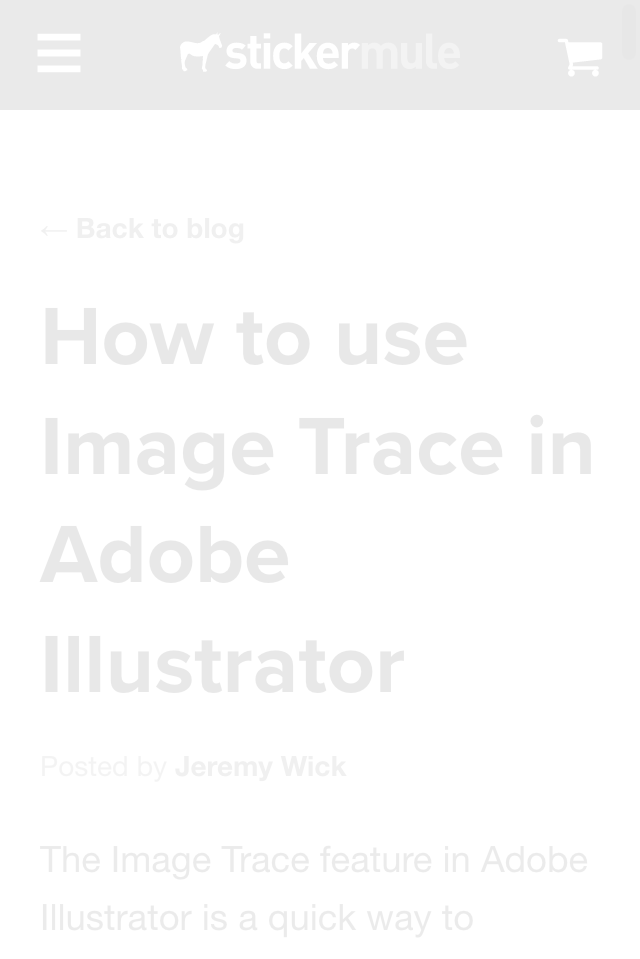 stickermule
← Back to blog
How to use
Image Trace in
Adobe
Illustrator
Posted by Jeremy Wick
The Image Trace feature in Adobe
Illustrator is a quick way to